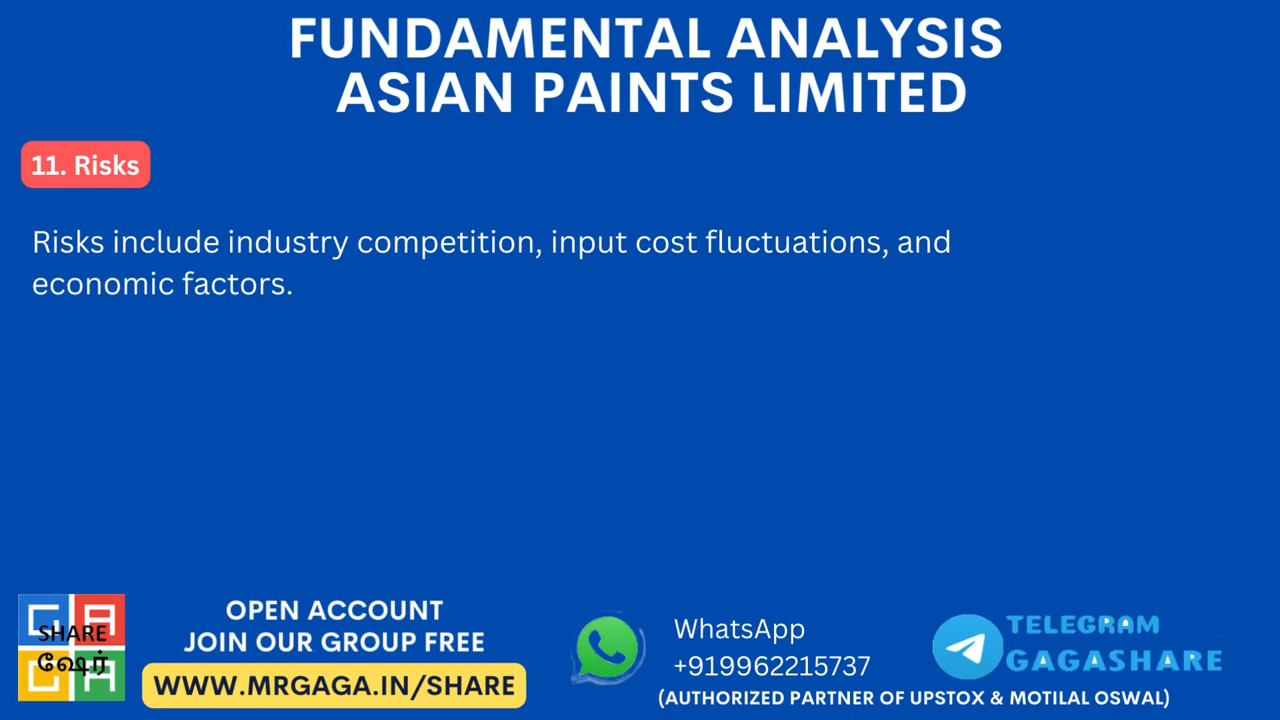 FUNDAMENTAL ANALYSIS
ASIAN PAINTS LIMITED
11. Risks
Risks include industry competition, input cost fluctuations, and
economic factors.
GAGA
SHARE
ஷேர்
OPEN ACCOUNT
JOIN OUR GROUP FREE
WWW.MRGAGA.IN/SHARE
WhatsApp
+919962215737
TELEGRAM
GAGASHARE
(AUTHORIZED PARTNER OF UPSTOX & MOTILAL OSWAL)